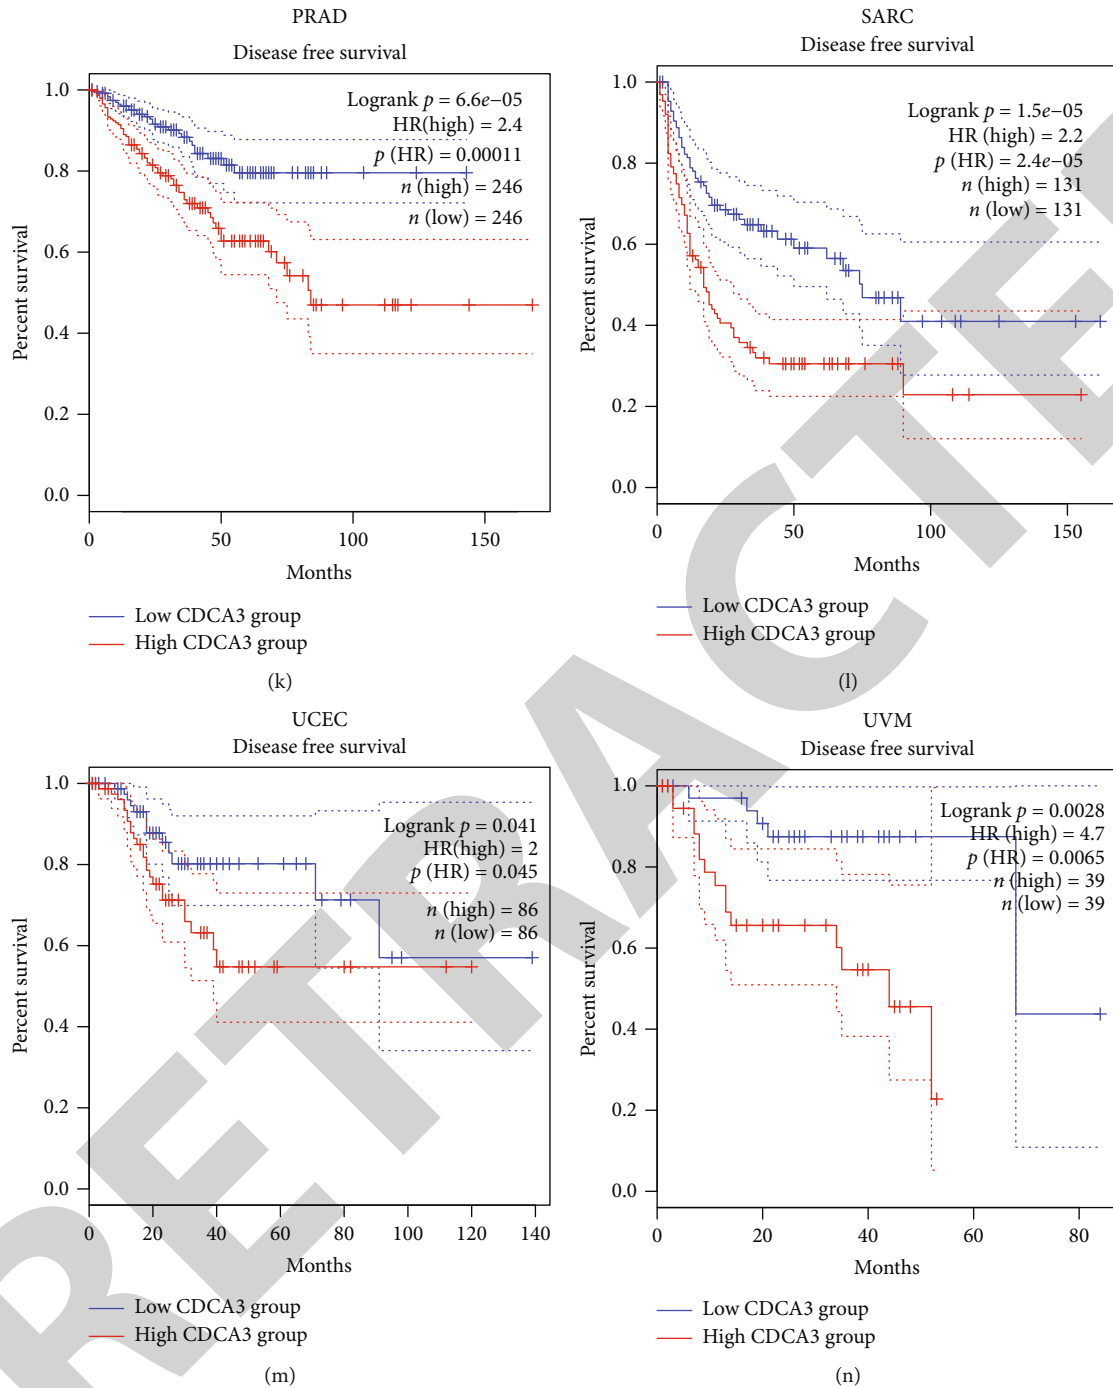 PRAD
Disease free survival
Logrank p = 6.6e−05
HR(high) = 2.4
p (HR) = 0.00011
n (high) = 246
n (low) = 246
Percent survival
1.0
0.8
0.6
0.4
0.2
0.0
0 50 100 150
Months
Low CDCA3 group
High CDCA3 group
(k)
SARC
Disease free survival
Logrank p = 1.5e−05
HR (high) = 2.2
p (HR) = 2.4e−05
n (high) = 131
n (low) = 131
Percent survival
1.0
0.8
0.6
0.4
0.2
0.0
0 50 100 150
Months
Low CDCA3 group
High CDCA3 group
(l)
UCEC
Disease free survival
Logrank p = 0.041
HR(high) = 2
p (HR) = 0.045
n (high) = 86
n (low) = 86
Percent survival
1.0
0.8
0.6
0.4
0.2
0.0
0 20 40 60 80 100 120 140
Months
Low CDCA3 group
High CDCA3 group
(m)
UVM
Disease free survival
Logrank p = 0.0028
HR (high) = 4.7
p (HR) = 0.0065
n (high) = 39
n (low) = 39
Percent survival
1.0
0.8
0.6
0.4
0.2
0.0
0 20 40 60 80
Months
Low CDCA3 group
High CDCA3 group
(n)
RETRACTE